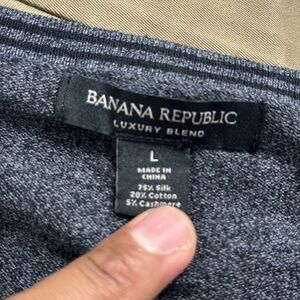 BANANA REPUBLIC
LUXURY BLEND
L
MADE IN
CHINA
75% Silk
20% Cotton
5% Cashmere